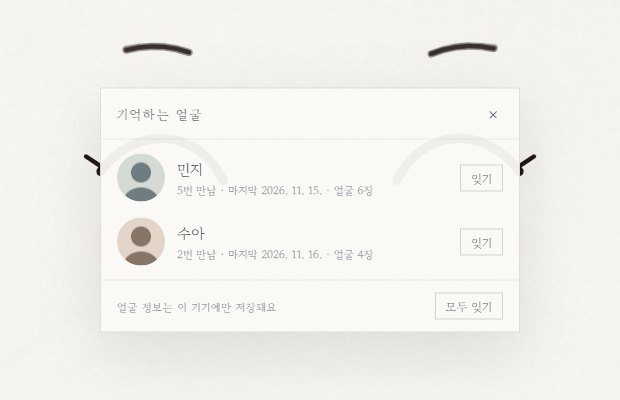 기억하는 얼굴
×
민지
5번 만남 · 마지막 2026. 11. 15. · 얼굴 6장
잊기
수아
2번 만남 · 마지막 2026. 11. 16. · 얼굴 4장
잊기
얼굴 정보는 이 기기에만 저장돼요
모두 잊기